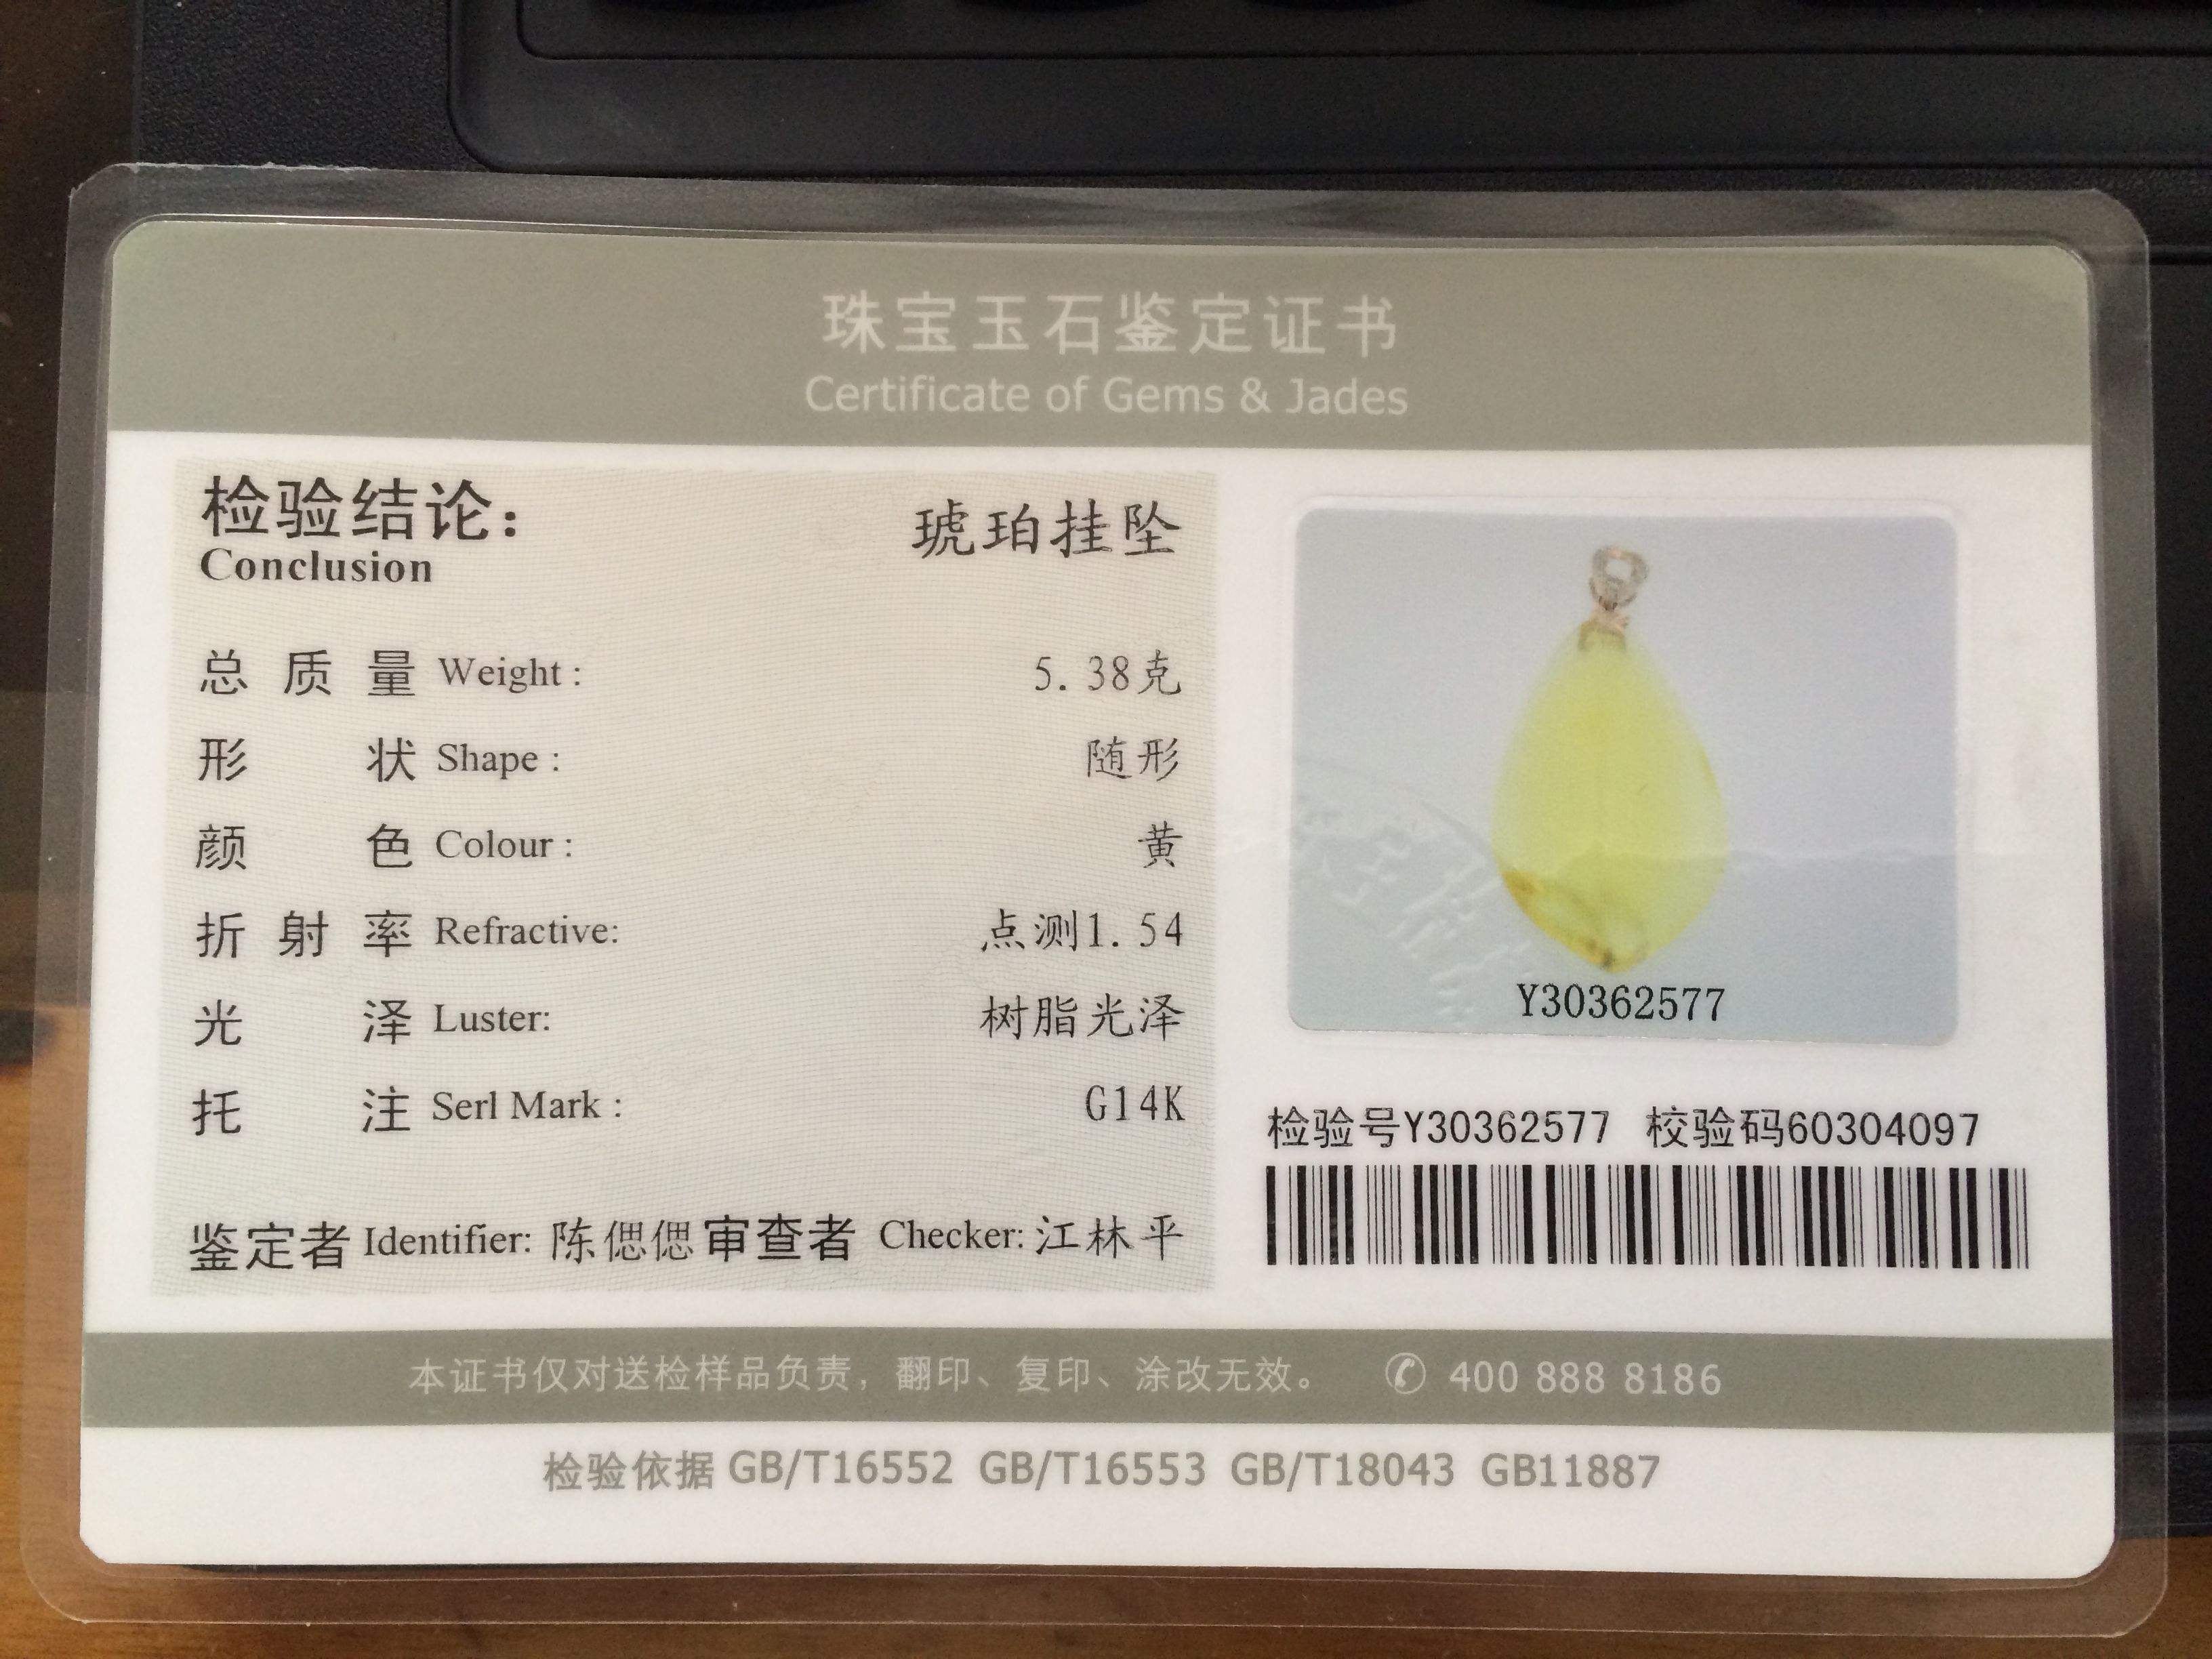 珠宝玉石鉴定证书
Certificate of Gems & Jades
检验结论： 琥珀挂坠
Conclusion
总质量 Weight : 5.38克
形状 Shape : 随形
颜色 Colour : 黄
折射率 Refractive: 点测1.54
光泽 Luster: 树脂光泽
托注 Serl Mark : G14K
鉴定者 Identifier: 陈偲偲 审查者 Checker: 江林平
Y30362577
检验号Y30362577 校验码60304097
本证书仅对送检样品负责，翻印、复印、涂改无效。 ✆ 400 888 8186
检验依据 GB/T16552 GB/T16553 GB/T18043 GB11887